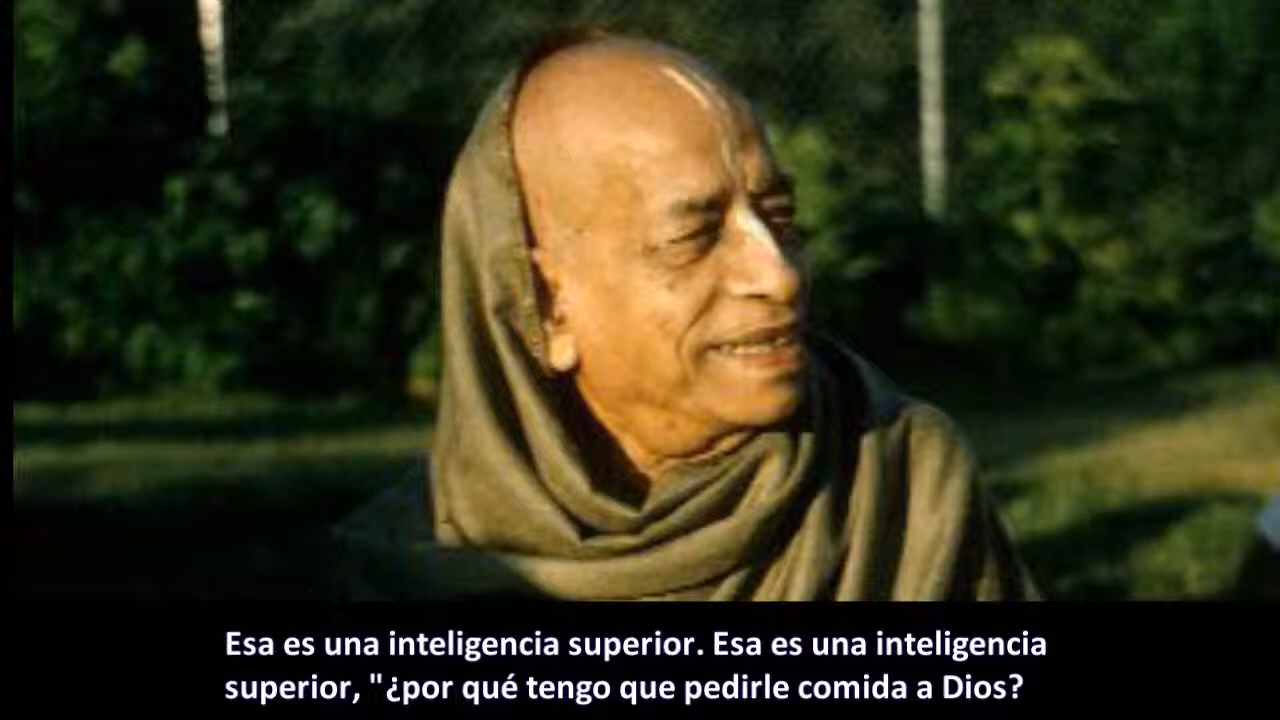 Esa es una inteligencia superior. Esa es una inteligencia
superior, "¿por qué tengo que pedirle comida a Dios?